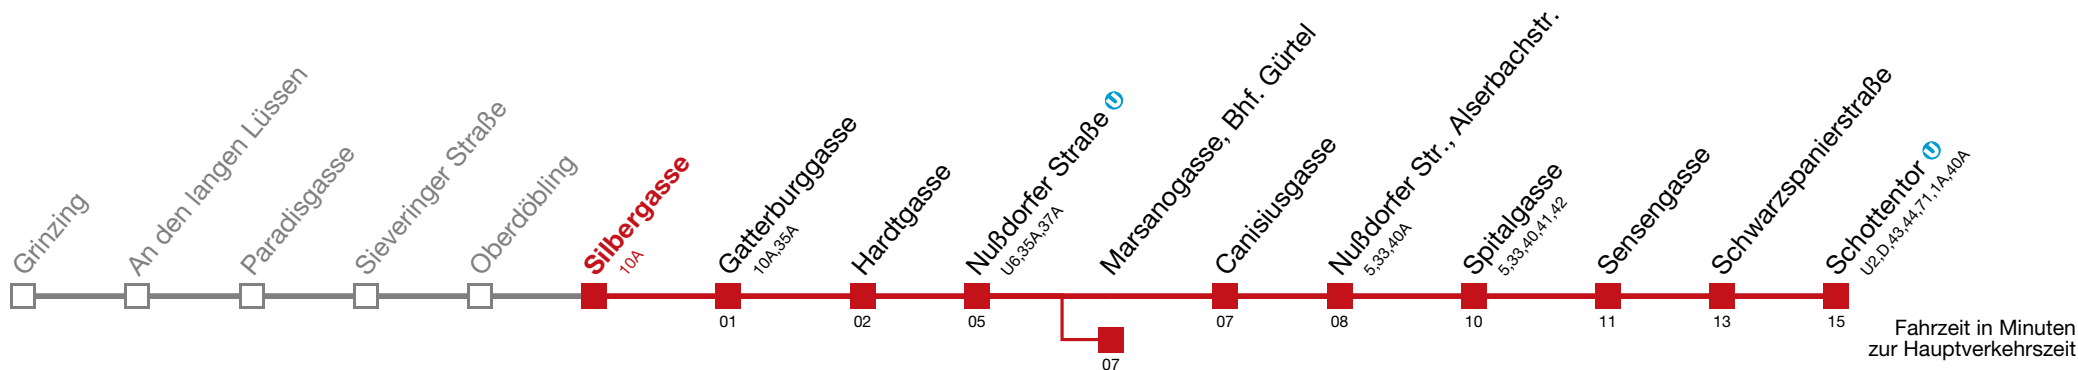 Grinzing
An den langen Lüssen
Paradisgasse
Sieveringer Straße
Oberdöbling
Silbergasse
10A
Gatterburggasse
10A,35A
Hardtgasse
Nußdorfer Straße
U6,35A,37A
Marsanogasse, Bhf. Gürtel
Canisiusgasse
Nußdorfer Str., Alserbachstr.
5,33,40A
Spitalgasse
5,33,40,41,42
Sensengasse
Schwarzspanierstraße
Schottentor
U2,D,43,44,71,1A,40A
01
02
05
07
07
08
10
11
13
15
Fahrzeit in Minuten
zur Hauptverkehrszeit